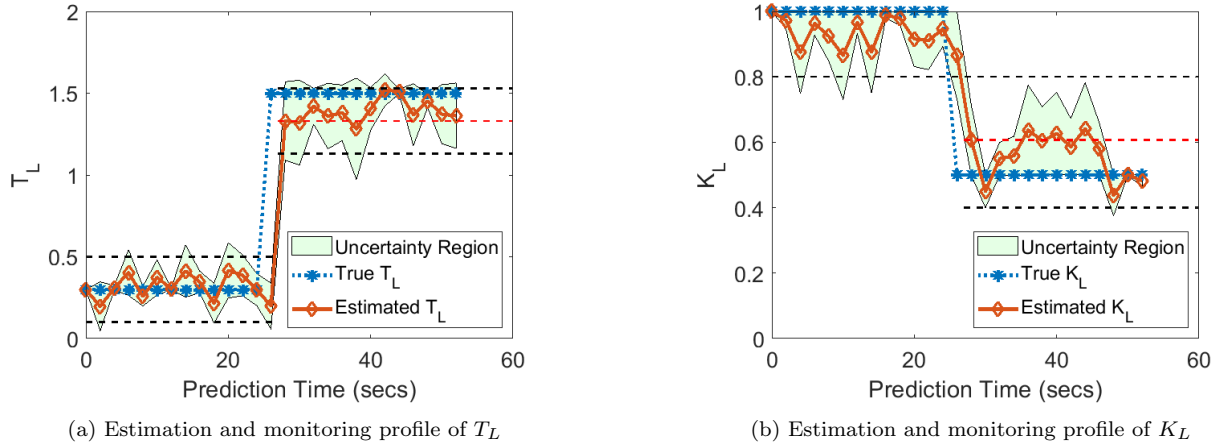 2
1.5
1
0.5
0
0 20 40 60
T_L
Prediction Time (secs)
Uncertainty Region
True T_L
Estimated T_L
(a) Estimation and monitoring profile of T_L
1
0.8
0.6
0.4
0.2
0
0 20 40 60
K_L
Prediction Time (secs)
Uncertainty Region
True K_L
Estimated K_L
(b) Estimation and monitoring profile of K_L